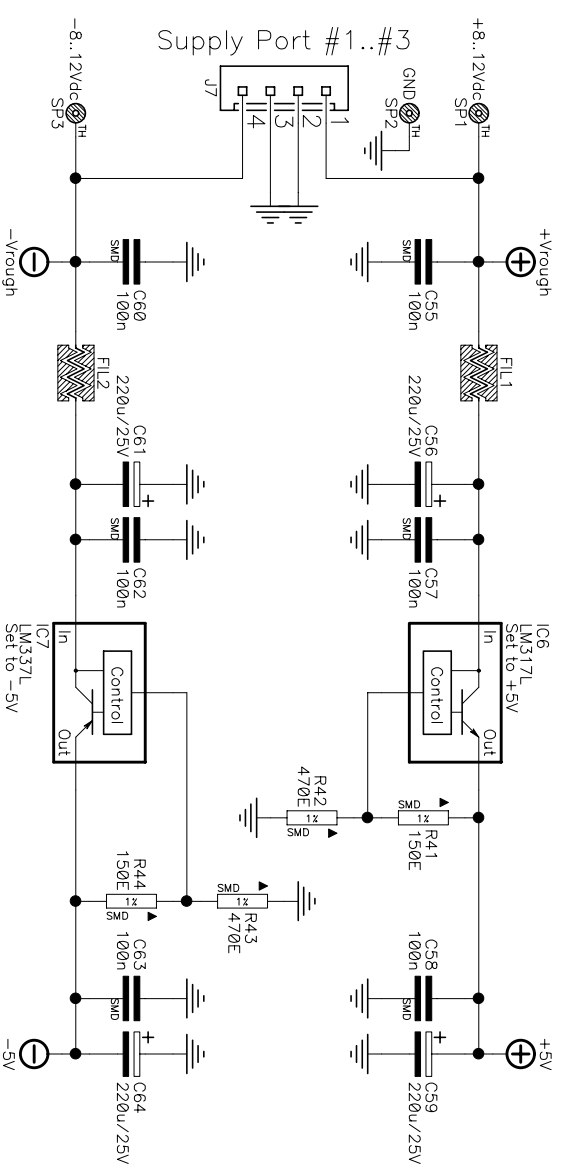 Supply Port #1..#3
J7
1
2
3
4
+8..12Vdc
SP1
TH
GND
SP2
TH
-8..12Vdc
SP3
TH
+Vrough
C55
100n
SMD
FIL1
C56
220u/25V
+
C57
100n
SMD
IC6
LM317L
Set to +5V
In
Out
Control
R41
150E
1%
SMD
R42
470E
1%
SMD
C58
100n
SMD
C59
220u/25V
+
+5V
-Vrough
C60
100n
SMD
FIL2
C61
220u/25V
+
C62
100n
SMD
IC7
LM337L
Set to -5V
In
Out
Control
R43
470E
1%
SMD
R44
150E
1%
SMD
C63
100n
SMD
C64
220u/25V
+
-5V